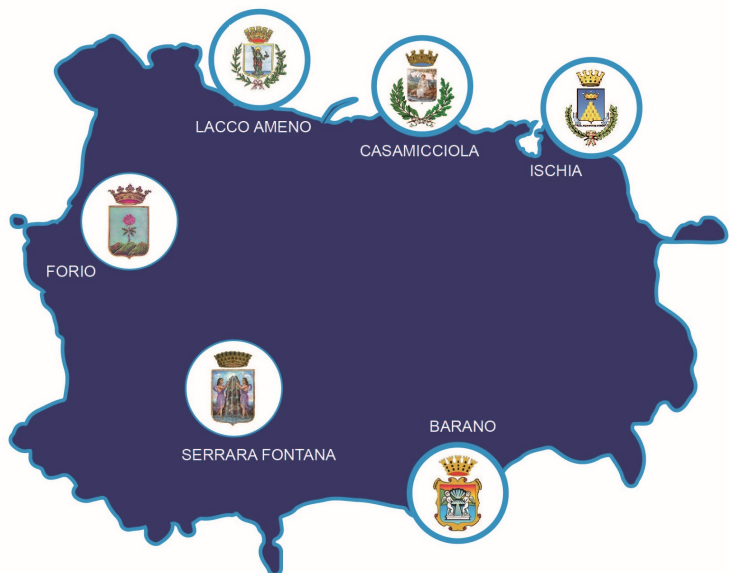 LACCO AMENO
CASAMICCIOLA
ISCHIA
FORIO
BARANO
SERRARA FONTANA